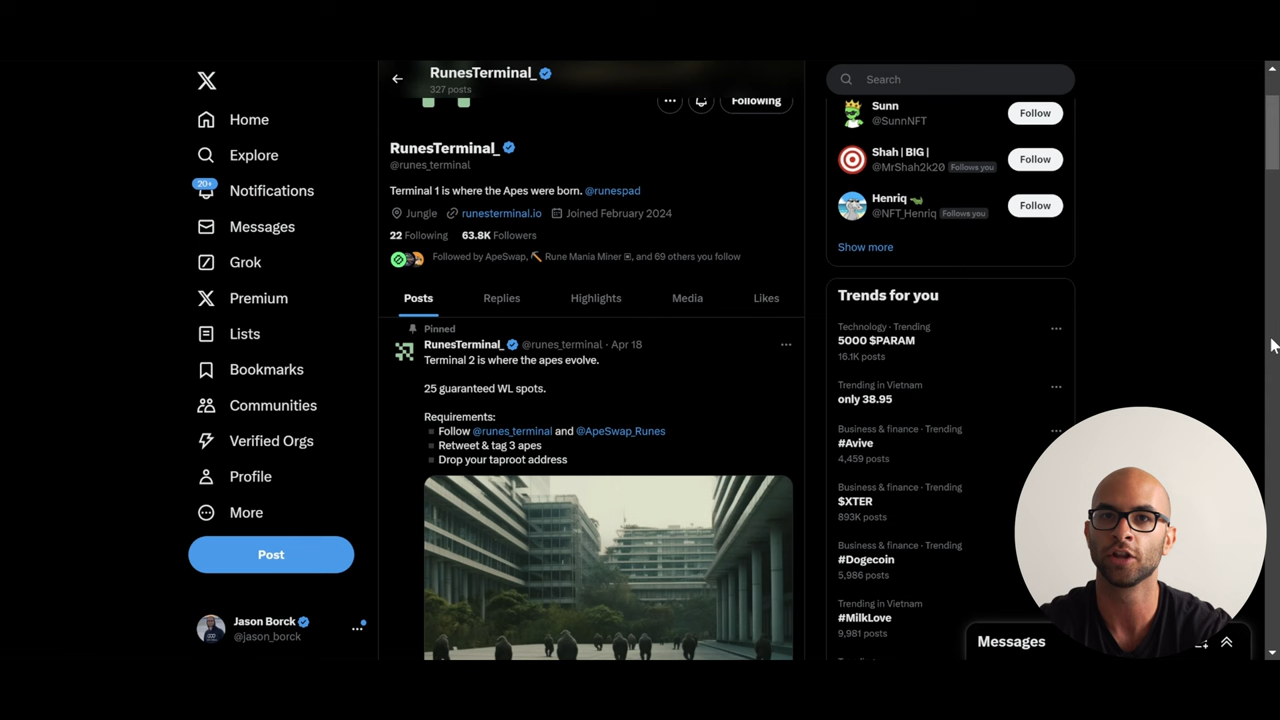 Home
Explore
20+
Notifications
Messages
Grok
Premium
Lists
Bookmarks
Communities
Verified Orgs
Profile
More
Post
Jason Borck
@jason_borck
RunesTerminal_
327 posts
Following
RunesTerminal_
@runes_terminal
Terminal 1 is where the Apes were born. @runespad
Jungle runesterminal.io Joined February 2024
22 Following 63.8K Followers
Followed by ApeSwap, Rune Mania Miner, and 69 others you follow
Posts Replies Highlights Media Likes
Pinned
RunesTerminal_ @runes_terminal · Apr 18
Terminal 2 is where the apes evolve.
25 guaranteed WL spots.
Requirements:
Follow @runes_terminal and @ApeSwap_Runes
Retweet & tag 3 apes
Drop your taproot address
Search
Sunn
@SunnNFT
Follow
Shah | BIG |
@MrShah2k20 Follows you
Follow
Henriq
@NFT_Henriq Follows you
Follow
Show more
Trends for you
Technology · Trending
5000 $PARAM
16.1K posts
Trending in Vietnam
only 38.95
Business & finance · Trending
#Avive
4,459 posts
Business & finance · Trending
$XTER
893K posts
Business & finance · Trending
#Dogecoin
5,986 posts
Trending in Vietnam
#MilkLove
9,981 posts
Messages